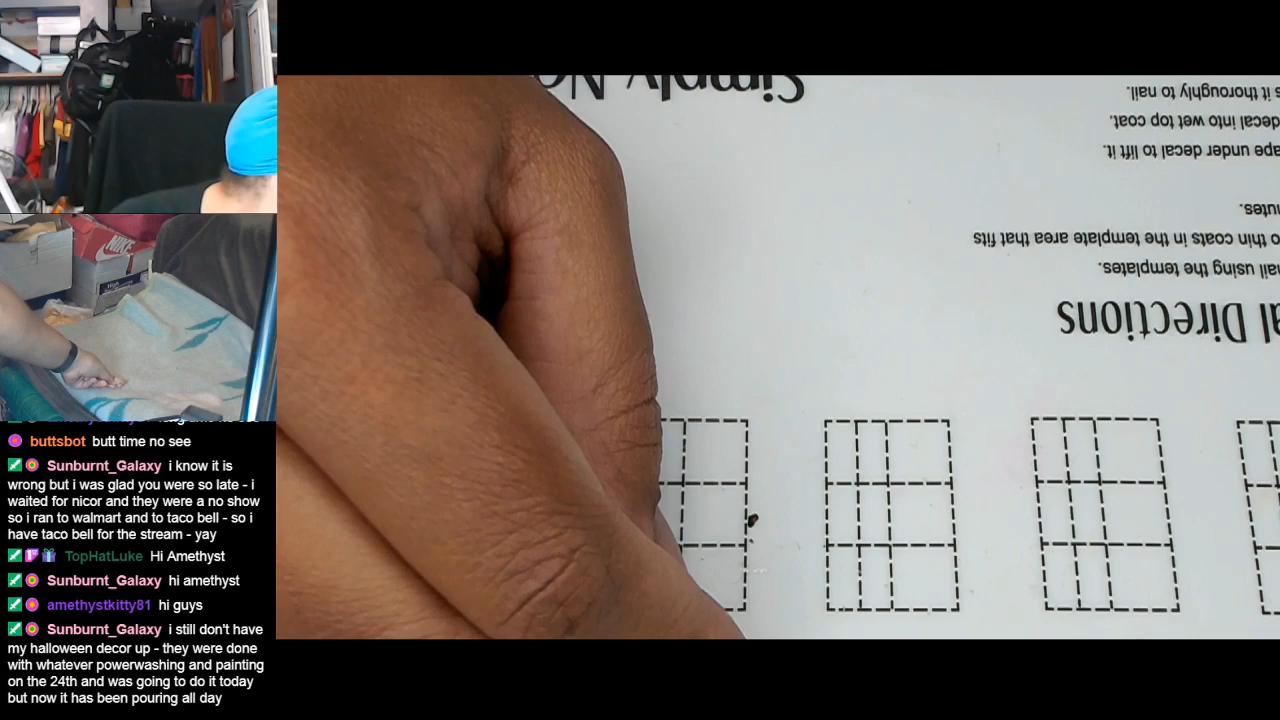 NIKE
buttsbot butt time no see
Sunburnt_Galaxy i know it is
wrong but i was glad you were so late - i
waited for nicor and they were a no show
so i ran to walmart and to taco bell - so i
have taco bell for the stream - yay
TopHatLuke Hi Amethyst
Sunburnt_Galaxy hi amethyst
amethystkitty81 hi guys
Sunburnt_Galaxy i still don't have
my halloween decor up - they were done
with whatever powerwashing and painting
on the 24th and was going to do it today
but now it has been pouring all day
Directions
using the templates.
thin coats in the template area that fits
under decal to lift it.
decal into wet top coat.
it thoroughly to nail
Simply